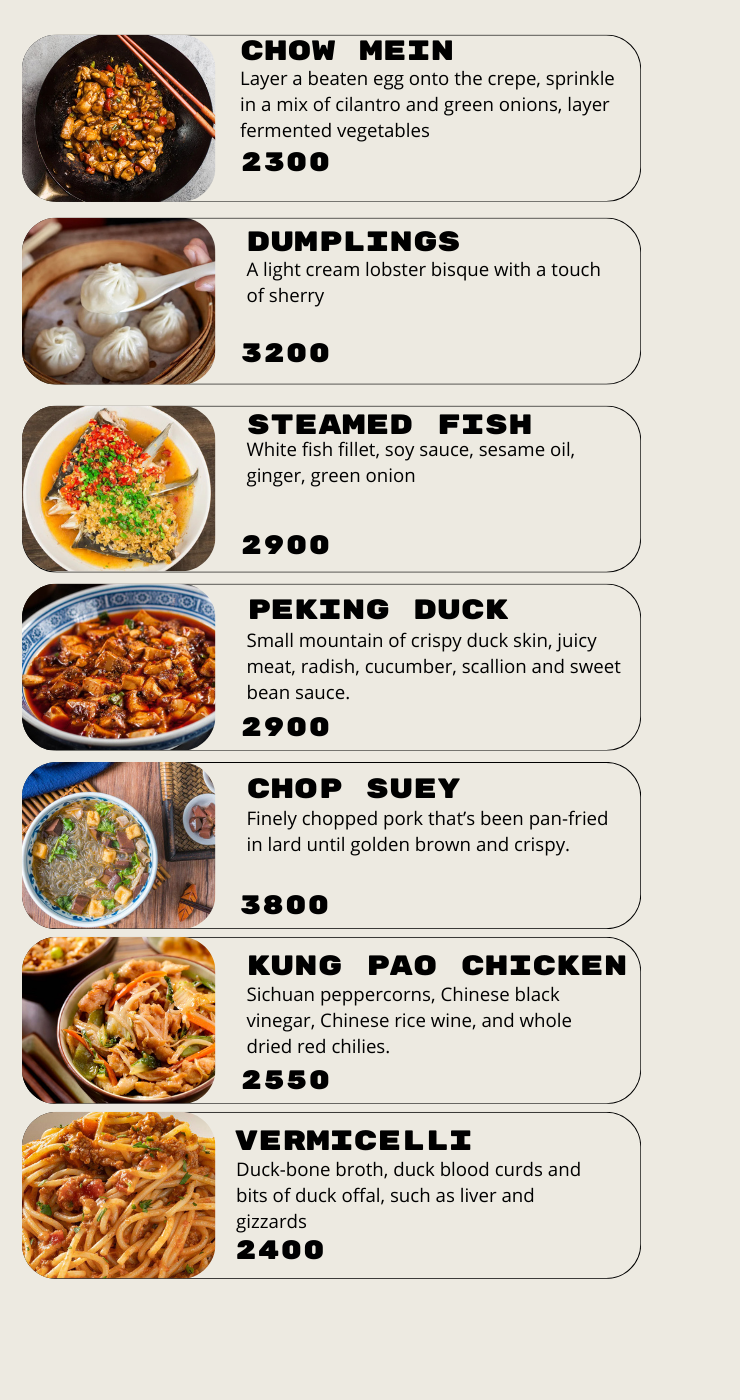 CHOW MEIN
Layer a beaten egg onto the crepe, sprinkle
in a mix of cilantro and green onions, layer
fermented vegetables
2300
DUMPLINGS
A light cream lobster bisque with a touch
of sherry
3200
STEAMED FISH
White fish fillet, soy sauce, sesame oil,
ginger, green onion
2900
PEKING DUCK
Small mountain of crispy duck skin, juicy
meat, radish, cucumber, scallion and sweet
bean sauce.
2900
CHOP SUEY
Finely chopped pork that’s been pan-fried
in lard until golden brown and crispy.
3800
KUNG PAO CHICKEN
Sichuan peppercorns, Chinese black
vinegar, Chinese rice wine, and whole
dried red chilies.
2550
VERMICELLI
Duck-bone broth, duck blood curds and
bits of duck offal, such as liver and
gizzards
2400